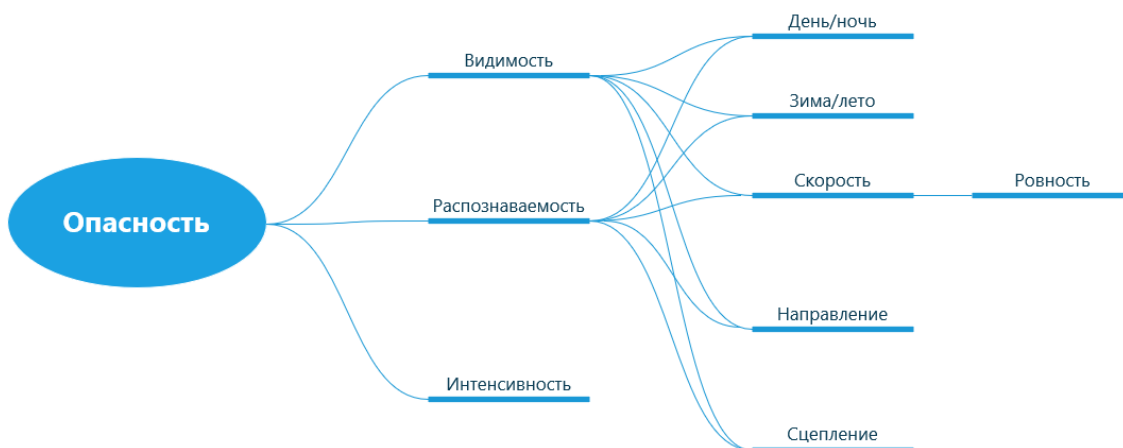 Опасность
Видимость
Распознаваемость
Интенсивность
День/ночь
Зима/лето
Скорость
Ровность
Направление
Сцепление